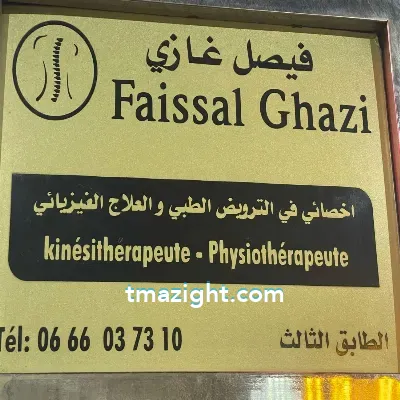 فيصل غازي
Faissal Ghazi
اخصائي في الترويض الطبي و العلاج الفيزيائي
kinésitherapeute - Physiothérapeute
tmazight.com
Tél: 06 66 03 73 10 الطابق الثالث